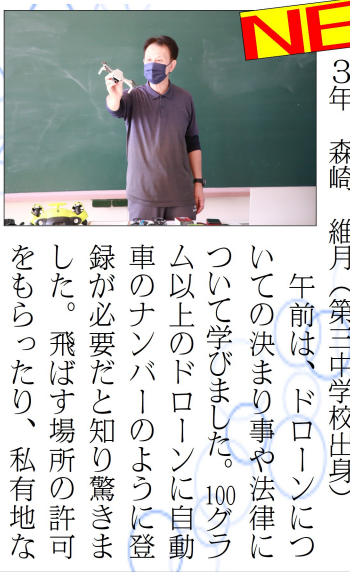 NE
3年 森崎 維月(第三中学校出身)
午前は、ドローンにつ
いての決まり事や法律に
ついて学びました。100グラ
ム以上のドローンに自動
車のナンバーのように登
録が必要だと知り驚きま
した。飛ばす場所の許可
をもらったり、私有地な